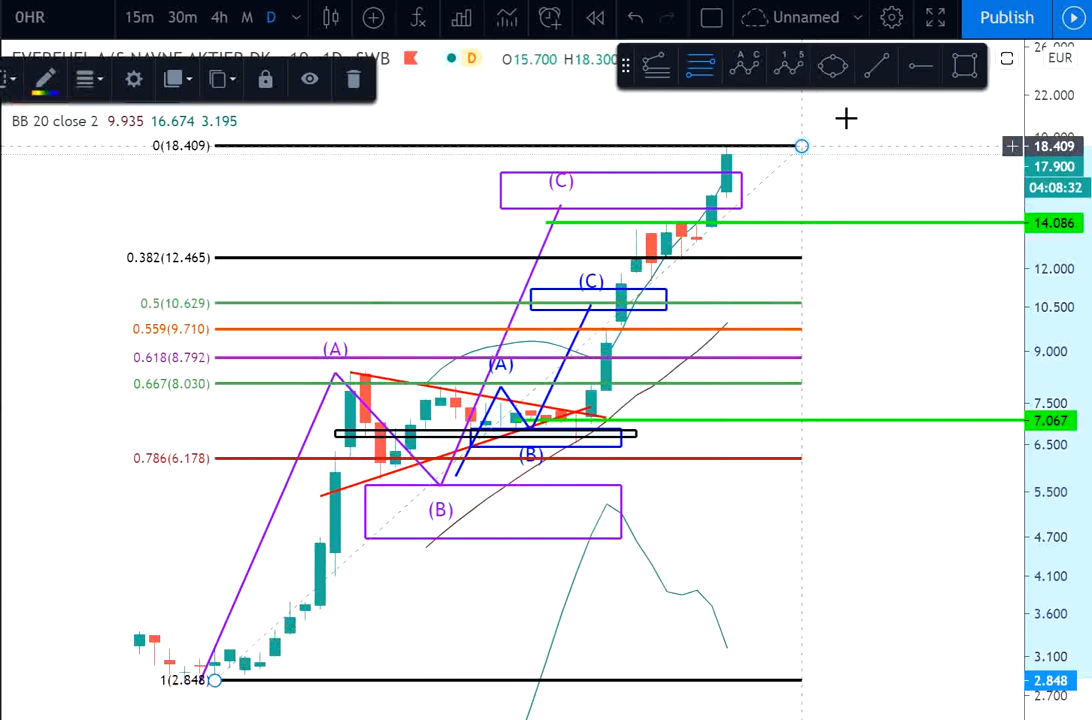 0HR 15m 30m 4h M D Unnamed Publish
D O15.700 H18.300 EUR
22.000
BB 20 close 2 9.935 16.674 3.195
0(18.409) 18.409
17.900
(C) 04:08:32
14.086
0.382(12.465) 12.000
(C)
0.5(10.629) 10.500
0.559(9.710)
(A) 9.000
0.618(8.792) (A)
0.667(8.030)
7.500
7.067
6.500
0.786(6.178) (B)
5.500
(B)
4.700
4.100
3.600
3.100
1(2.848) 2.848
2.700